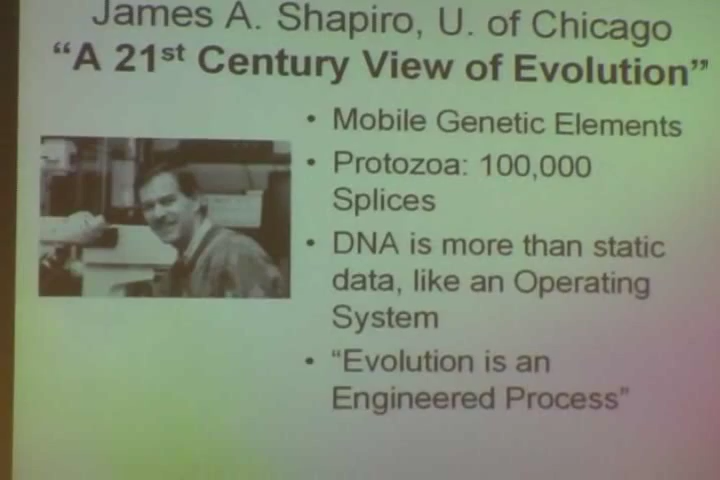 James A. Shapiro, U. of Chicago
“A 21st Century View of Evolution”
• Mobile Genetic Elements
• Protozoa: 100,000
Splices
• DNA is more than static
data, like an Operating
System
• “Evolution is an
Engineered Process”